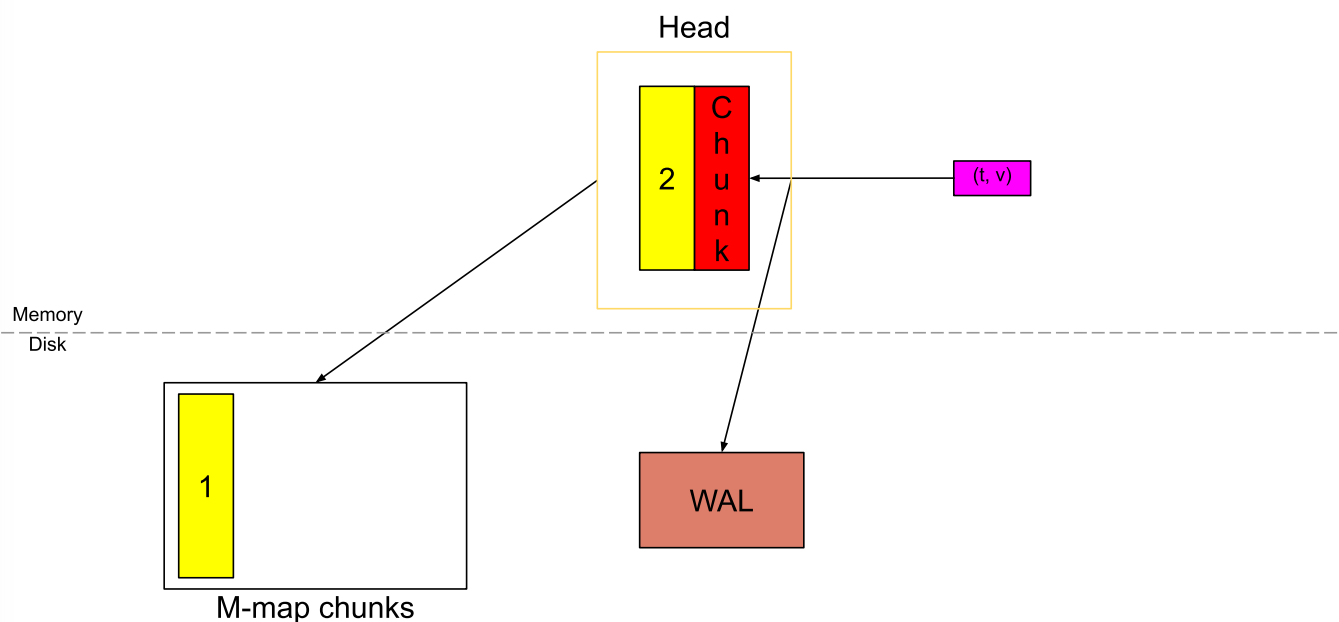 Head
2
C
h
u
n
k
(t, v)
Memory
Disk
1
WAL
M-map chunks